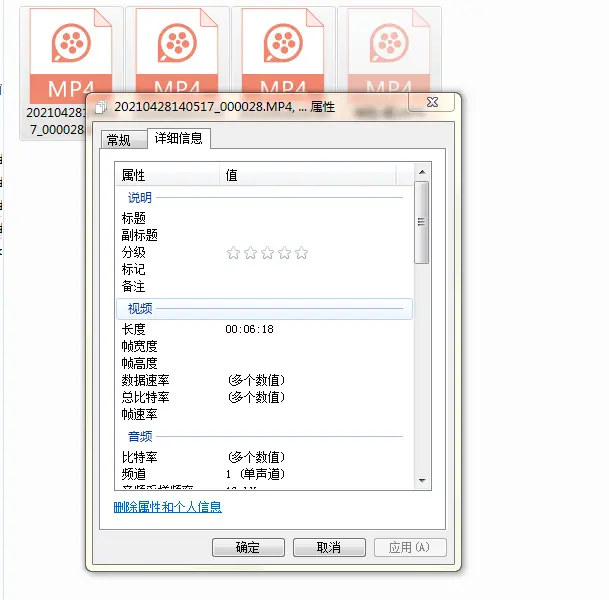 MP4
MP4
MP4
MP4
20210428140517_000028.MP4, ... 属性
20210428
7_000028
常规
详细信息
属性 值
说明
标题
副标题
分级
标记
备注
视频
长度 00:06:18
帧宽度
帧高度
数据速率 (多个数值)
总比特率 (多个数值)
帧速率
音频
比特率 (多个数值)
频道 1 (单声道)
删除属性和个人信息
确定
取消
应用(A)